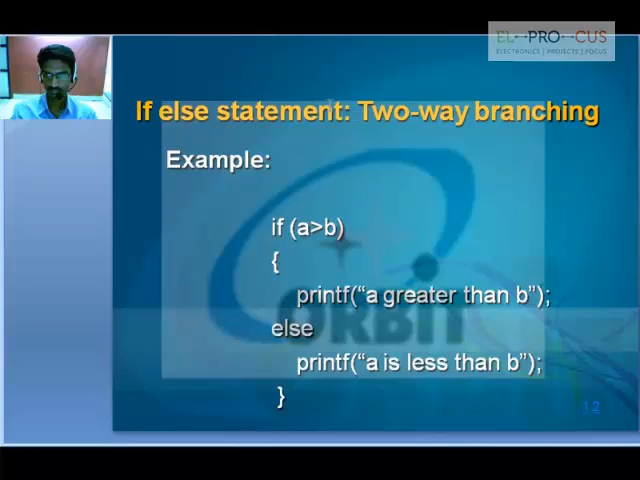 EL--PRO--CUS
ELECTRONICS | PROJECTS | FOCUS
If else statement: Two-way branching
Example:
if (a>b)
{
printf(“a greater than b”);
ORBIT
else
printf(“a is less than b”);
}
12